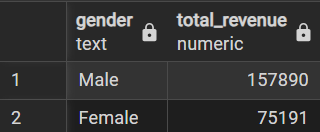 gender total_revenue
text numeric
1 Male 157890
2 Female 75191